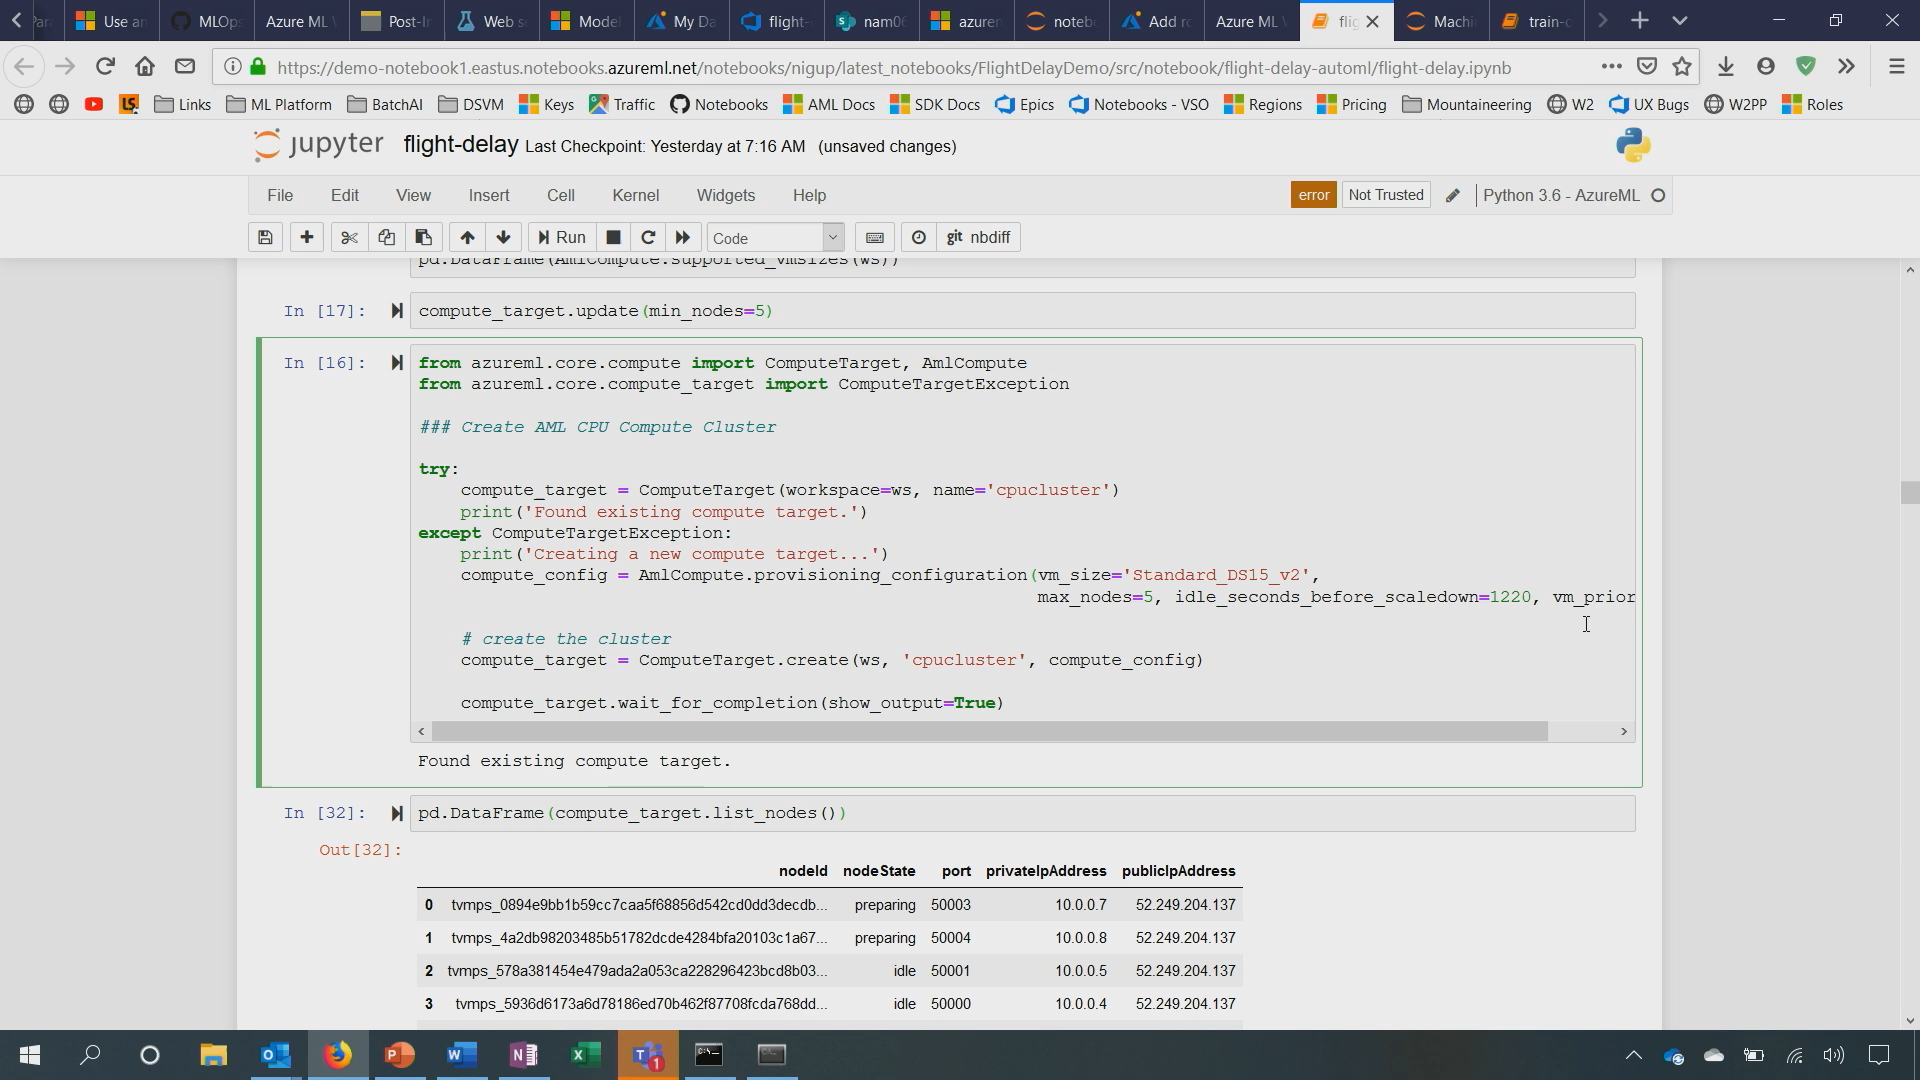 Use an
MLOps
Azure ML
Post-I
Web s
Model
My Da
flight-
nam06
azurem
noteb
Add r
Azure ML
flig
Machi
train-c
https://demo-notebook1.eastus.notebooks.azureml.net/notebooks/nigup/latest_notebooks/FlightDelayDemo/src/notebook/flight-delay-automl/flight-delay.ipynb
Links ML Platform BatchAI DSVM Keys Traffic Notebooks AML Docs SDK Docs Epics Notebooks - VSO Regions Pricing Mountaineering W2 UX Bugs W2PP Roles
jupyter flight-delay Last Checkpoint: Yesterday at 7:16 AM (unsaved changes)
File Edit View Insert Cell Kernel Widgets Help error Not Trusted Python 3.6 - AzureML
Run Code git nbdiff
pd.DataFrame(AmlCompute.supported_vmsizes(ws))
In [17]: compute_target.update(min_nodes=5)
In [16]: from azureml.core.compute import ComputeTarget, AmlCompute
from azureml.core.compute_target import ComputeTargetException
### Create AML CPU Compute Cluster
try:
compute_target = ComputeTarget(workspace=ws, name='cpucluster')
print('Found existing compute target.')
except ComputeTargetException:
print('Creating a new compute target...')
compute_config = AmlCompute.provisioning_configuration(vm_size='Standard_DS15_v2',
max_nodes=5, idle_seconds_before_scaledown=1220, vm_prior
# create the cluster
compute_target = ComputeTarget.create(ws, 'cpucluster', compute_config)
compute_target.wait_for_completion(show_output=True)
Found existing compute target.
In [32]: pd.DataFrame(compute_target.list_nodes())
Out[32]:
nodeId nodeState port privateIpAddress publicIpAddress
0 tvmps_0894e9bb1b59cc7caa5f68856d542cd0dd3decdb... preparing 50003 10.0.0.7 52.249.204.137
1 tvmps_4a2db98203485b51782dcde4284bfa20103c1a67... preparing 50004 10.0.0.8 52.249.204.137
2 tvmps_578a381454e479ada2a053ca228296423bcd8b03... idle 50001 10.0.0.5 52.249.204.137
3 tvmps_5936d6173a6d78186ed70b462f87708fcda768dd... idle 50000 10.0.0.4 52.249.204.137